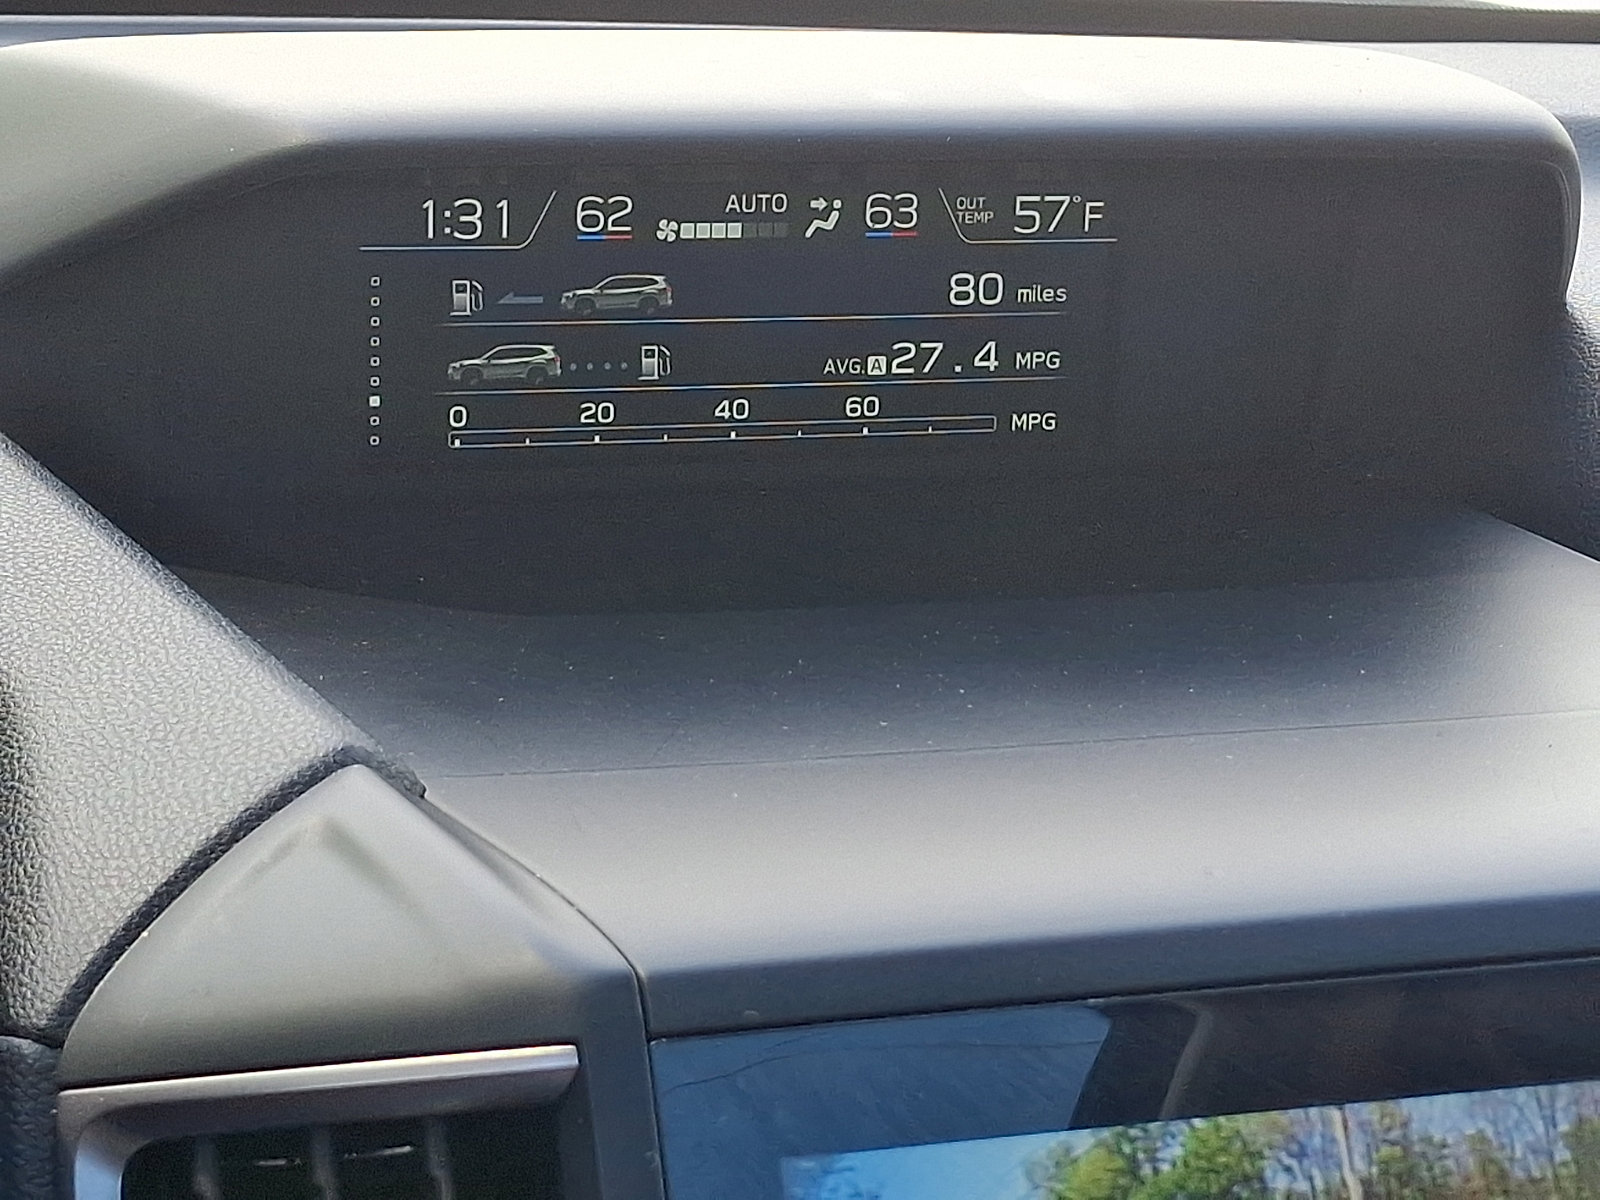 1:31 62 AUTO 63 OUT TEMP 57°F
80 miles
AVG. A 27.4 MPG
0 20 40 60
MPG